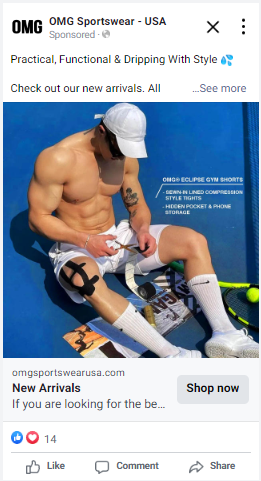 OMG
OMG Sportswear - USA
Sponsored ·
Practical, Functional & Dripping With Style 💦
Check out our new arrivals. All ...See more
OMG® ECLIPSE GYM SHORTS
- SEWN-IN LINED COMPRESSION
STYLE TIGHTS
- HIDDEN POCKET & PHONE
STORAGE
omgsportswearusa.com
New Arrivals
If you are looking for the be...
Shop now
14
Like
Comment
Share